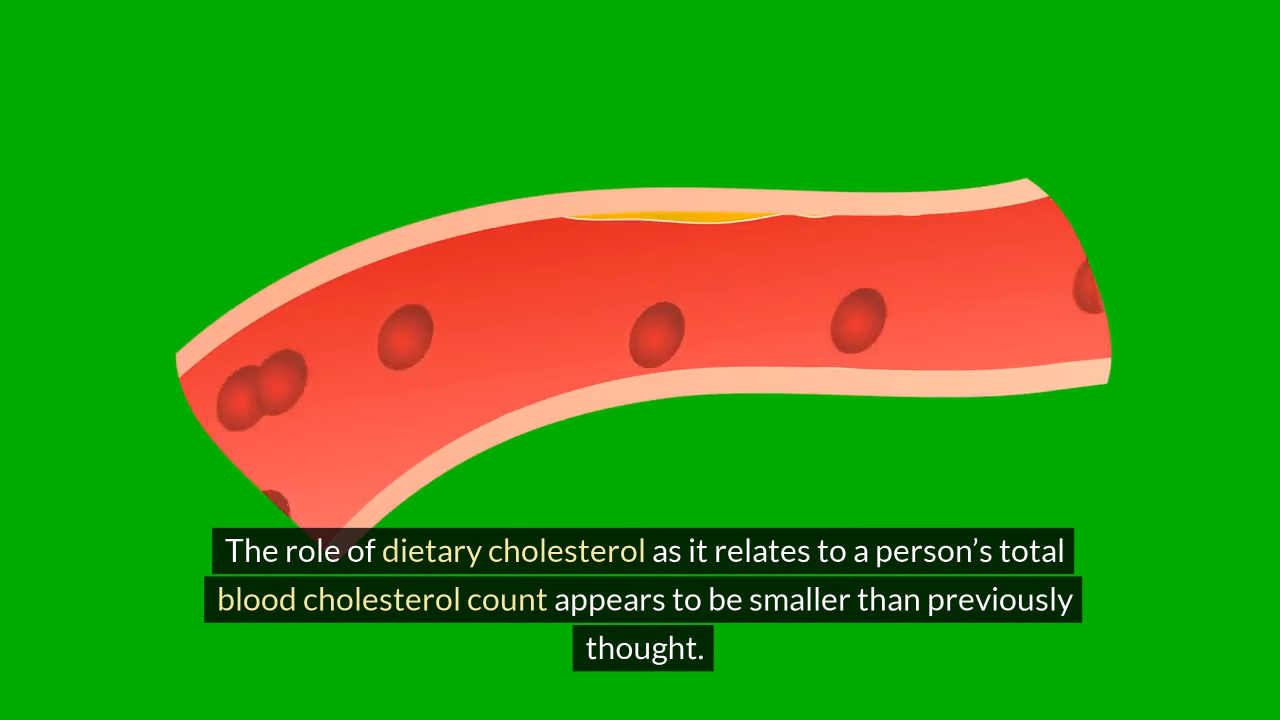 The role of dietary cholesterol as it relates to a person’s total
blood cholesterol count appears to be smaller than previously
thought.